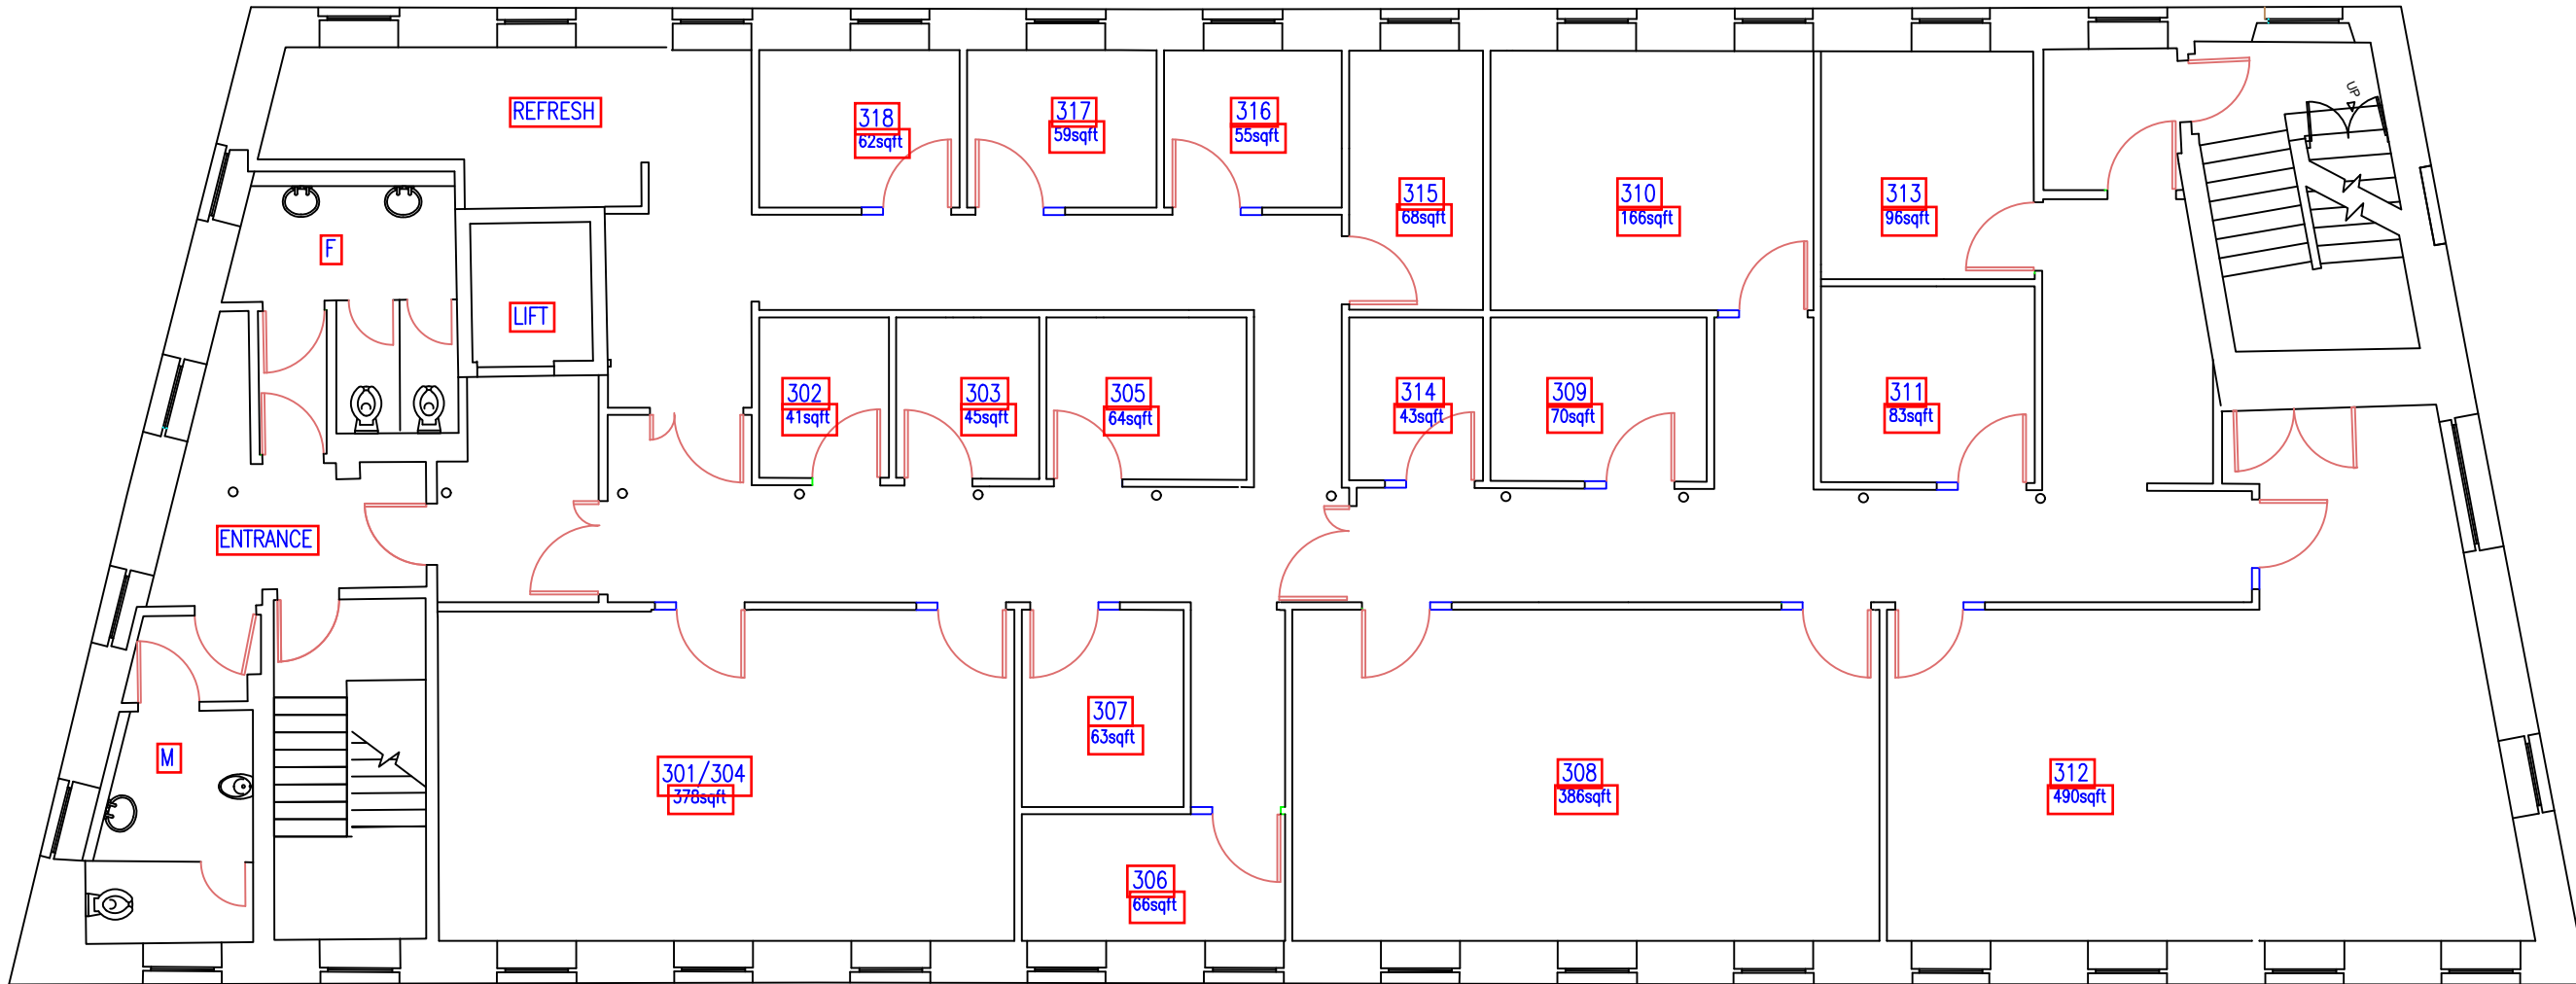 UP
REFRESH
318
62sqft
317
59sqft
316
55sqft
315
68sqft
310
166sqft
313
96sqft
F
LIFT
302
41sqft
303
45sqft
305
64sqft
314
43sqft
309
70sqft
311
83sqft
ENTRANCE
307
63sqft
M
301/304
378sqft
308
386sqft
312
490sqft
306
66sqft